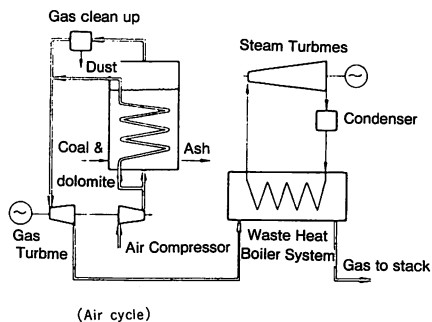 Gas clean up
Steam Turbmes
Dust
Condenser
Coal &
Ash
dolomite
Gas
Turbme
Air Compressor
Waste Heat
Boiler System
Gas to stack
(Air cycle)